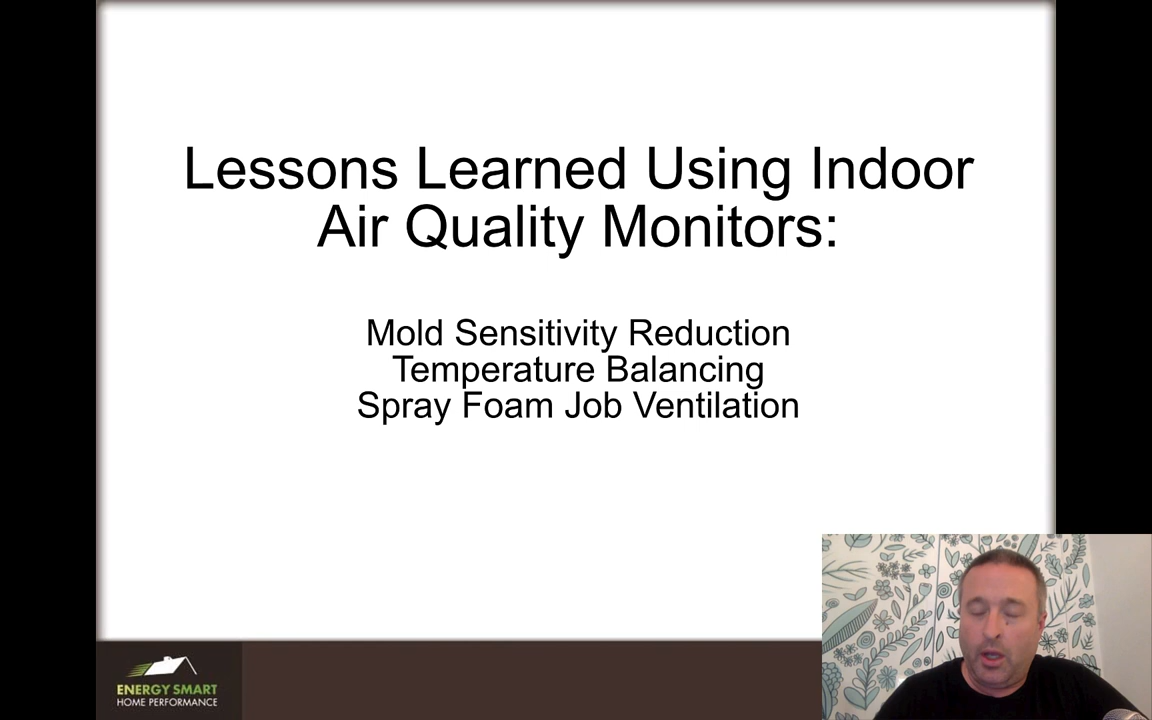 Lessons Learned Using Indoor
Air Quality Monitors:
Mold Sensitivity Reduction
Temperature Balancing
Spray Foam Job Ventilation
ENERGY SMART
HOME PERFORMANCE